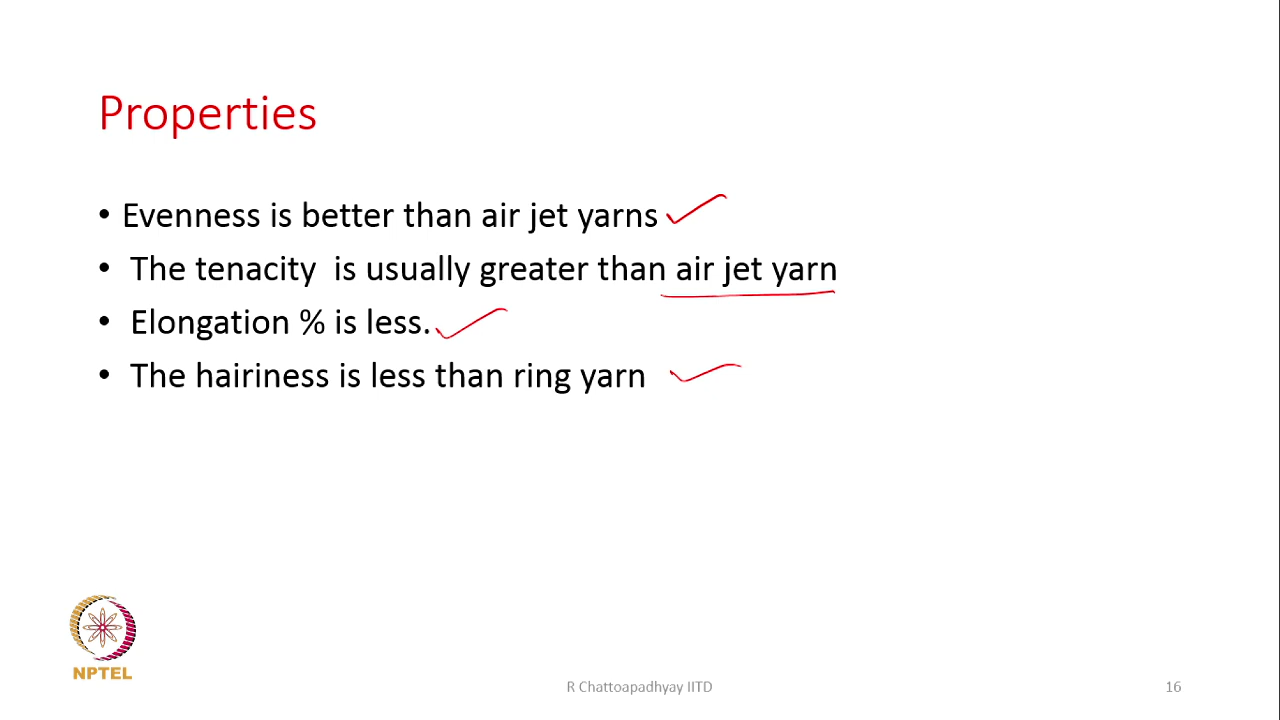 Properties
• Evenness is better than air jet yarns
• The tenacity is usually greater than air jet yarn
• Elongation % is less.
• The hairiness is less than ring yarn
NPTEL
R Chattoapadhyay IITD
16